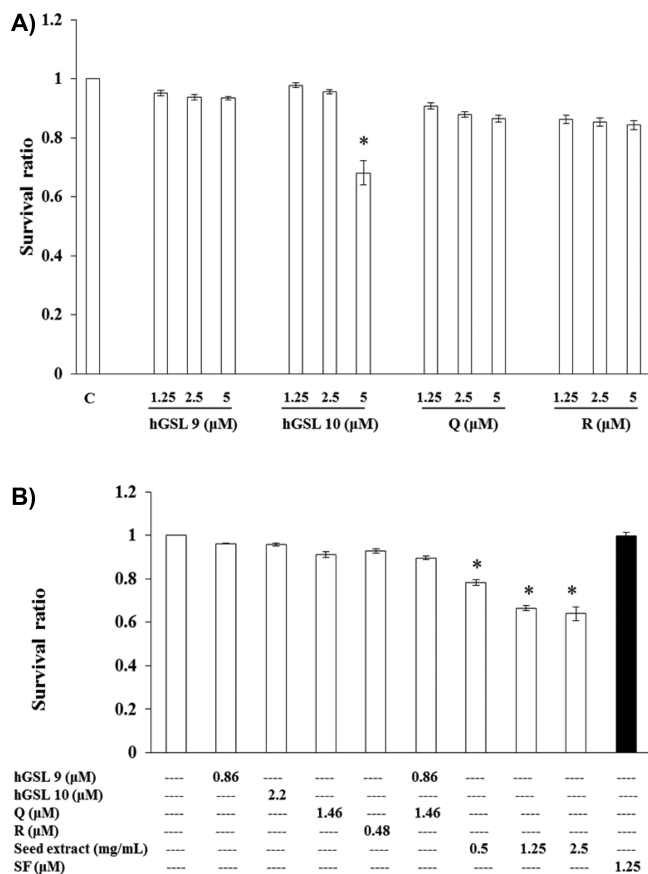 A)
1.2
1
0.8
0.6
0.4
0.2
0
Survival ratio
*
C
1.25 2.5 5 1.25 2.5 5 1.25 2.5 5 1.25 2.5 5
hGSL 9 (µM) hGSL 10 (µM) Q (µM) R (µM)
B)
1.2
1
0.8
0.6
0.4
0.2
0
Survival ratio
* * *
hGSL 9 (µM) ---- 0.86 ---- ---- ---- 0.86 ---- ---- ---- ----
hGSL 10 (µM) ---- ---- 2.2 ---- ---- ---- ---- ---- ---- ----
Q (µM) ---- ---- ---- 1.46 ---- 1.46 ---- ---- ---- ----
R (µM) ---- ---- ---- ---- 0.48 ---- ---- ---- ---- ----
Seed extract (mg/mL) ---- ---- ---- ---- ---- ---- 0.5 1.25 2.5 ----
SF (µM) ---- ---- ---- ---- ---- ---- ---- ---- ---- 1.25